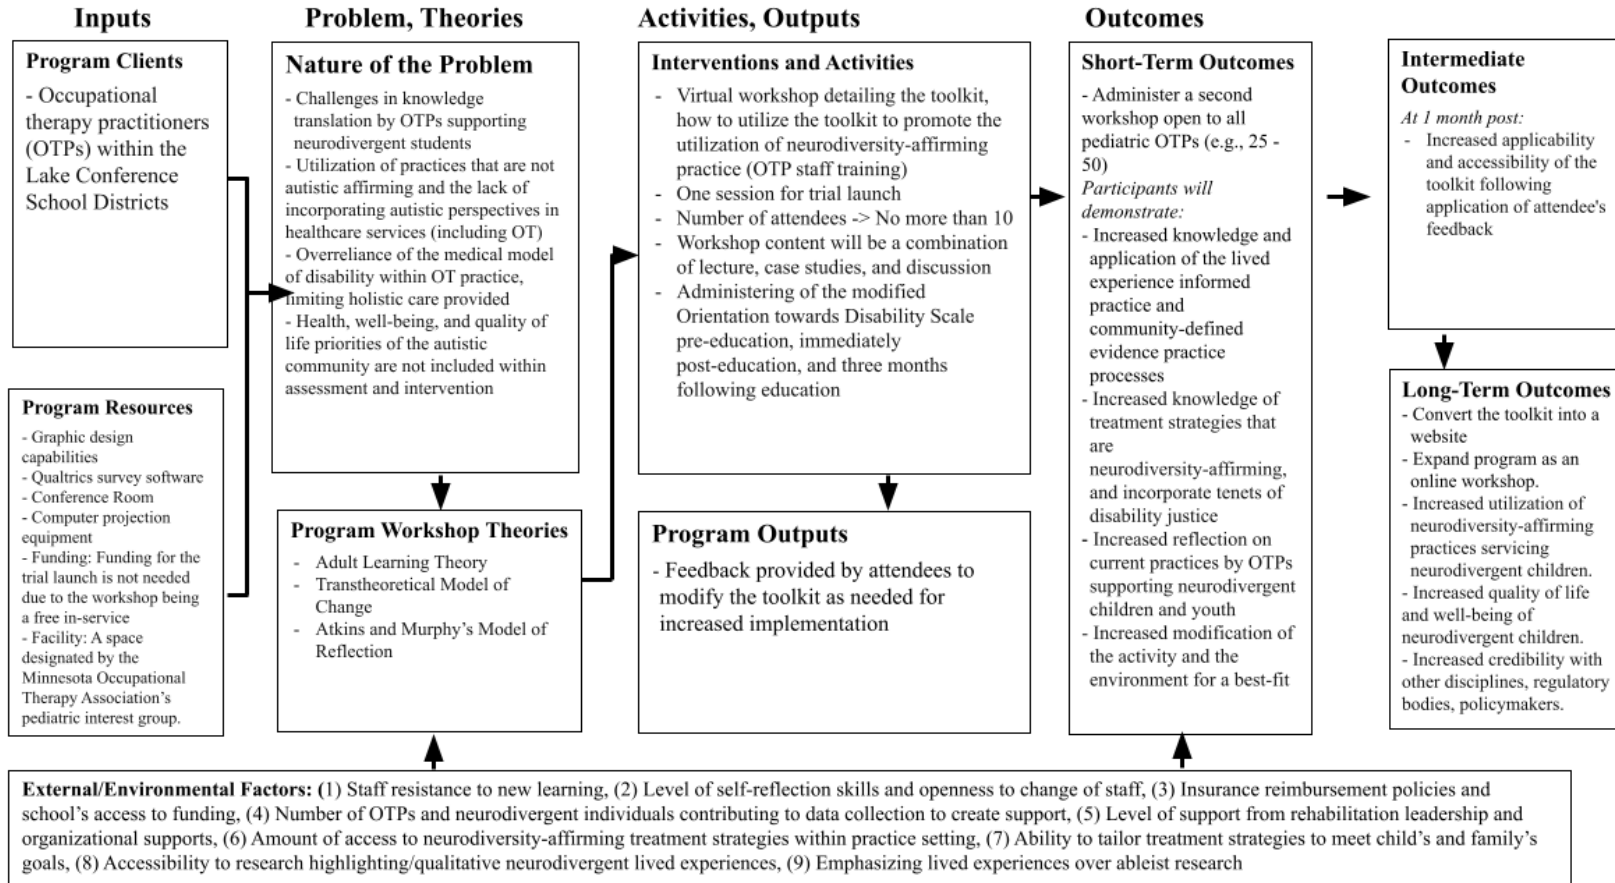 Inputs
Problem, Theories
Activities, Outputs
Outcomes
Program Clients
- Occupational
therapy practitioners
(OTPs) within the
Lake Conference
School Districts
Program Resources
- Graphic design
capabilities
- Qualtrics survey software
- Conference Room
- Computer projection
equipment
- Funding: Funding for the
trial launch is not needed
due to the workshop being
a free in-service
- Facility: A space
designated by the
Minnesota Occupational
Therapy Association's
pediatric interest group.
Nature of the Problem
- Challenges in knowledge
translation by OTPs supporting
neurodivergent students
- Utilization of practices that are not
autistic affirming and the lack of
incorporating autistic perspectives in
healthcare services (including OT)
- Overreliance of the medical model
of disability within OT practice,
limiting holistic care provided
- Health, well-being, and quality of
life priorities of the autistic
community are not included within
assessment and intervention
Program Workshop Theories
- Adult Learning Theory
- Transtheoretical Model of
Change
- Atkins and Murphy's Model of
Reflection
Interventions and Activities
- Virtual workshop detailing the toolkit,
how to utilize the toolkit to promote the
utilization of neurodiversity-affirming
practice (OTP staff training)
- One session for trial launch
- Number of attendees -> No more than 10
- Workshop content will be a combination
of lecture, case studies, and discussion
- Administering of the modified
Orientation towards Disability Scale
pre-education, immediately
post-education, and three months
following education
Program Outputs
- Feedback provided by attendees to
modify the toolkit as needed for
increased implementation
Short-Term Outcomes
- Administer a second
workshop open to all
pediatric OTPs (e.g., 25 -
50)
Participants will
demonstrate:
- Increased knowledge and
application of the lived
experience informed
practice and
community-defined
evidence practice
processes
- Increased knowledge of
treatment strategies that
are
neurodiversity-affirming,
and incorporate tenets of
disability justice
- Increased reflection on
current practices by OTPs
supporting neurodivergent
children and youth
- Increased modification of
the activity and the
environment for a best-fit
Intermediate
Outcomes
At 1 month post:
- Increased applicability
and accessibility of the
toolkit following
application of attendee's
feedback
Long-Term Outcomes
- Convert the toolkit into a
website
- Expand program as an
online workshop.
- Increased utilization of
neurodiversity-affirming
practices servicing
neurodivergent children.
- Increased quality of life
and well-being of
neurodivergent children.
- Increased credibility with
other disciplines, regulatory
bodies, policymakers.
External/Environmental Factors: (1) Staff resistance to new learning, (2) Level of self-reflection skills and openness to change of staff, (3) Insurance reimbursement policies and
school's access to funding, (4) Number of OTPs and neurodivergent individuals contributing to data collection to create support, (5) Level of support from rehabilitation leadership and
organizational supports, (6) Amount of access to neurodiversity-affirming treatment strategies within practice setting, (7) Ability to tailor treatment strategies to meet child's and family's
goals, (8) Accessibility to research highlighting/qualitative neurodivergent lived experiences, (9) Emphasizing lived experiences over ableist research